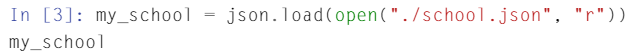 In [3]: my_school = json.load(open("./school.json", "r"))
my_school